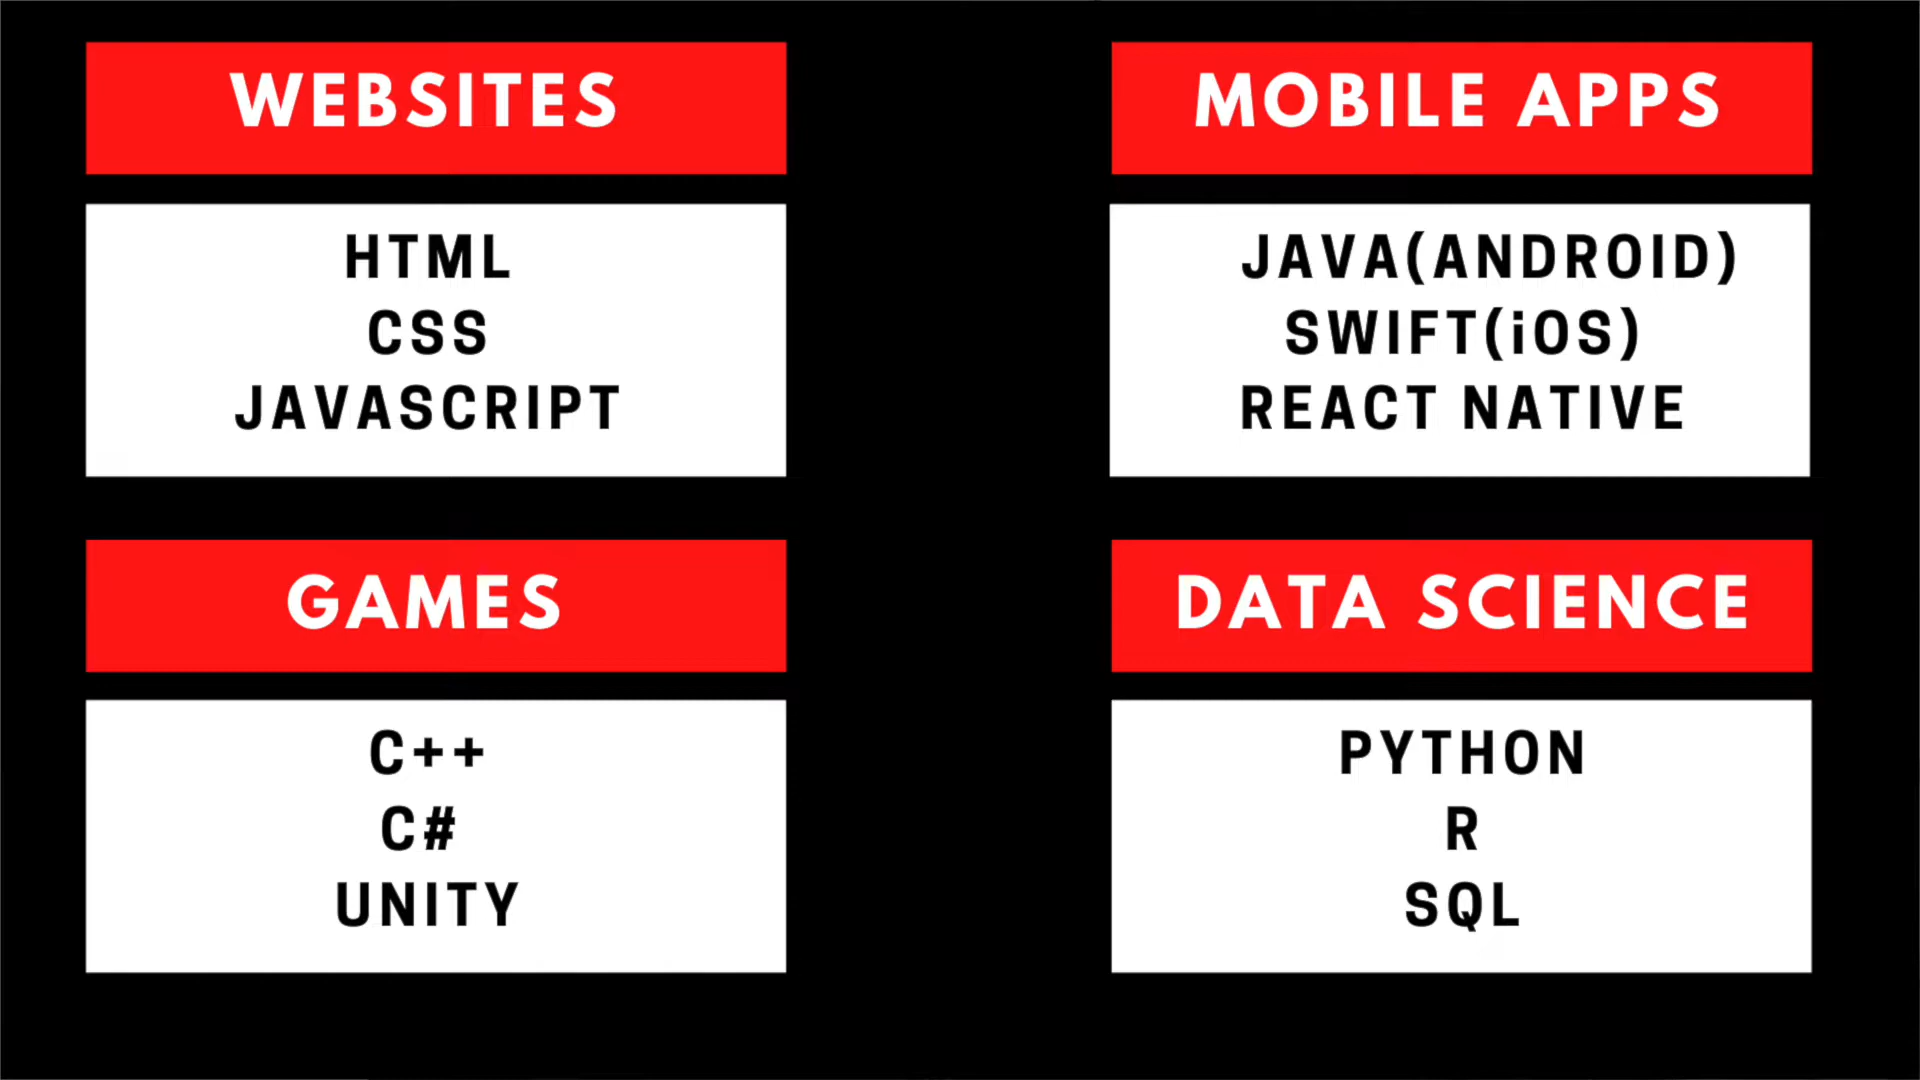 WEBSITES
HTML
CSS
JAVASCRIPT
MOBILE APPS
JAVA(ANDROID)
SWIFT(iOS)
REACT NATIVE
GAMES
C++
C#
UNITY
DATA SCIENCE
PYTHON
R
SQL